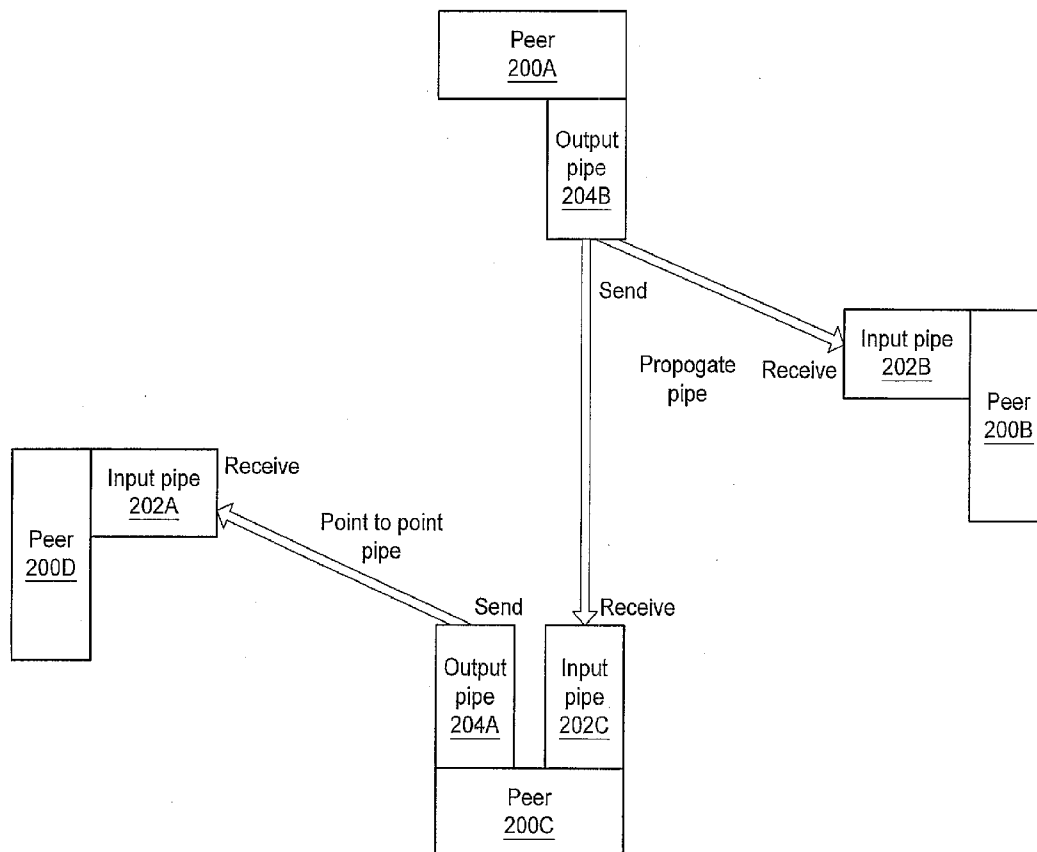 Peer
200A
Output
pipe
204B
Send
Propogate
pipe
Receive
Input pipe
202B
Peer
200B
Input pipe
202A
Receive
Peer
200D
Point to point
pipe
Send
Receive
Output
pipe
204A
Input
pipe
202C
Peer
200C